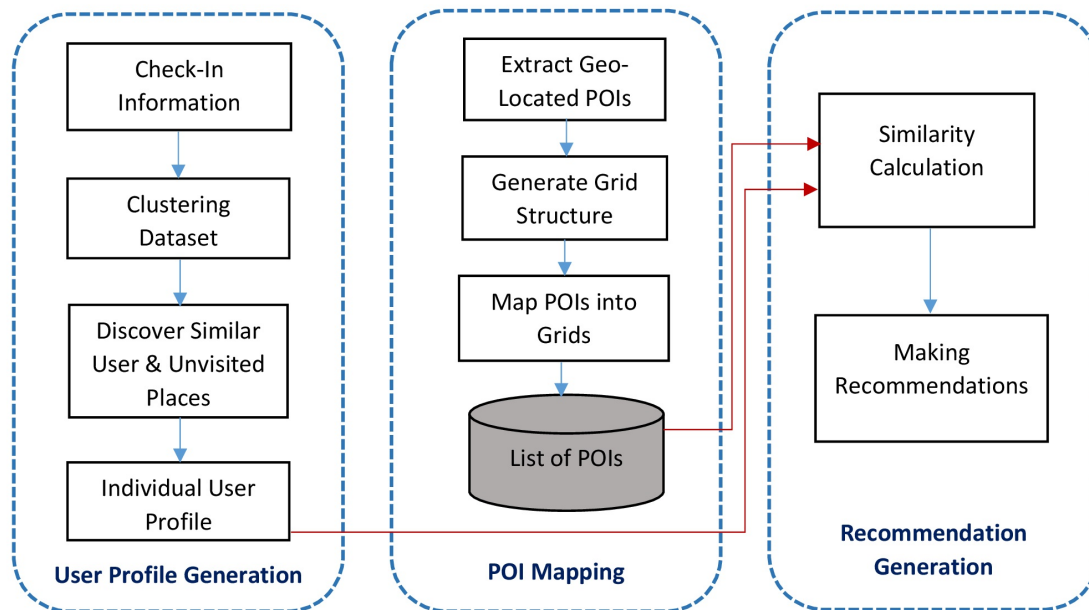 Check-In
Information
Clustering
Dataset
Discover Similar
User & Unvisited
Places
Individual User
Profile
User Profile Generation
Extract Geo-
Located POIs
Generate Grid
Structure
Map POIs into
Grids
List of POIs
POI Mapping
Similarity
Calculation
Making
Recommendations
Recommendation
Generation